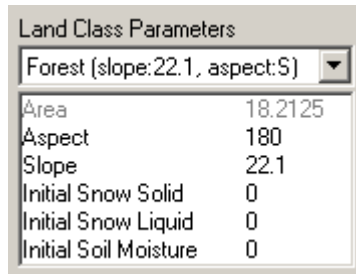 Land Class Parameters
Forest (slope:22.1, aspect:S)
Area 18.2125
Aspect 180
Slope 22.1
Initial Snow Solid 0
Initial Snow Liquid 0
Initial Soil Moisture 0